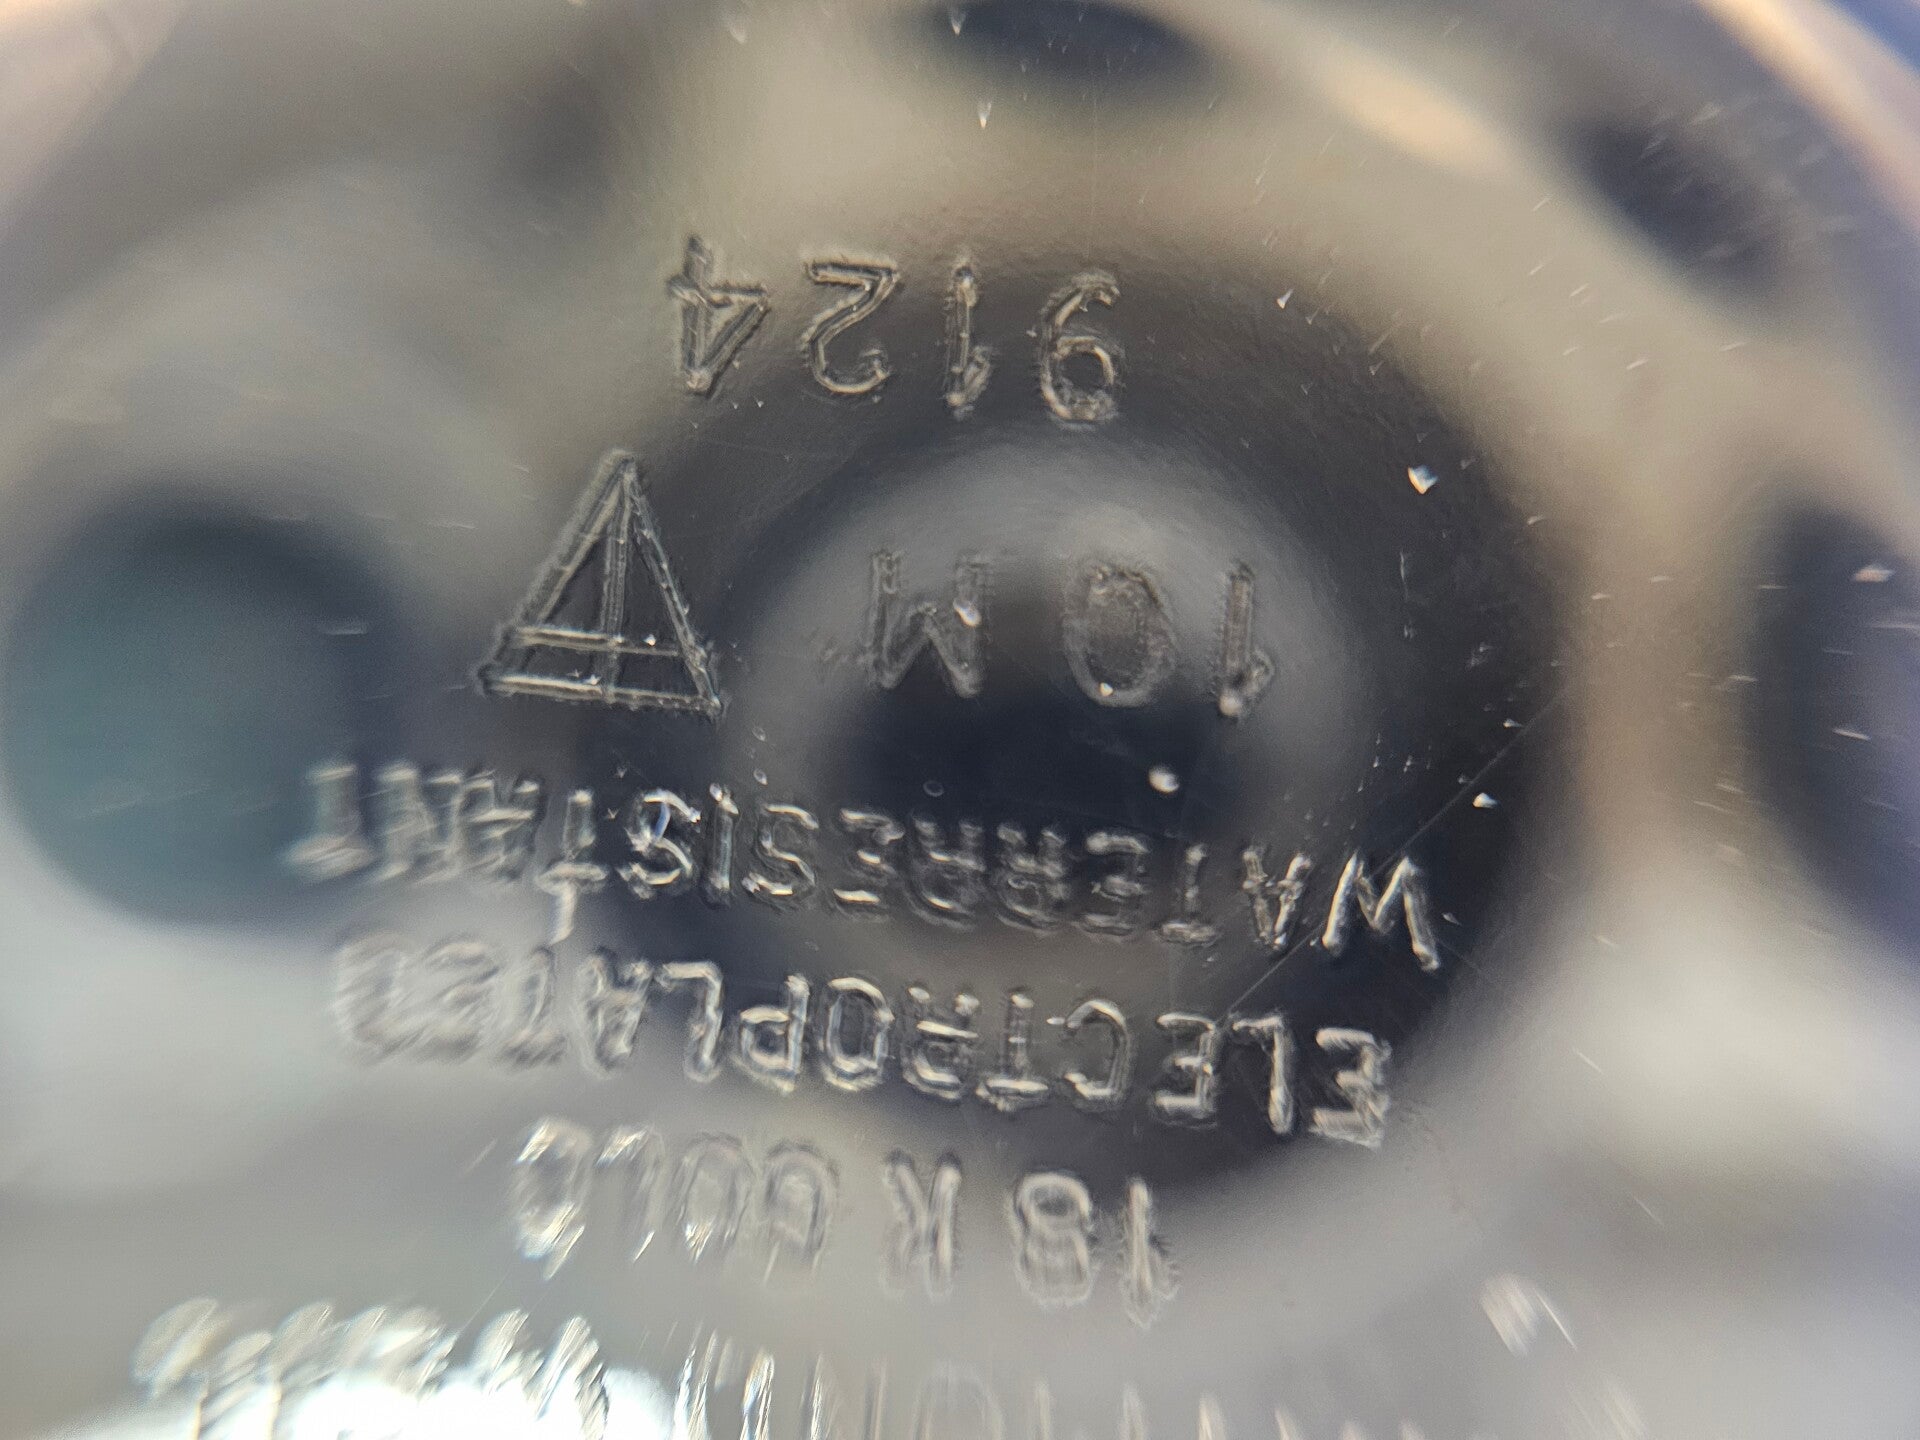 18 K GOLD
ELECTROPLATED
WATERRESISTANT
10 M
9124